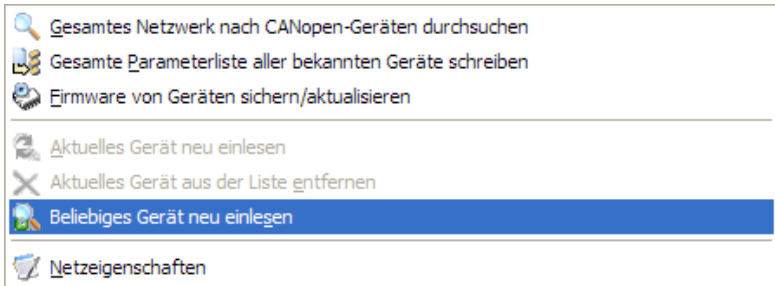 Gesamtes Netzwerk nach CANopen-Geräten durchsuchen
Gesamte Parameterliste aller bekannten Geräte schreiben
Firmware von Geräten sichern/aktualisieren
Aktuelles Gerät neu einlesen
Aktuelles Gerät aus der Liste entfernen
Beliebiges Gerät neu einlesen
Netzeigenschaften